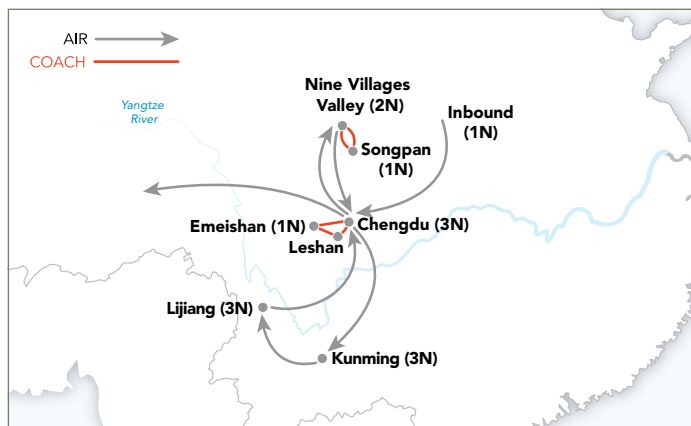 AIR
COACH
Yangtze
River
Nine Villages
Valley (2N)
Inbound
(1N)
Songpan
(1N)
Emeishan (1N)
Chengdu (3N)
Leshan
Lijiang (3N)
Kunming (3N)